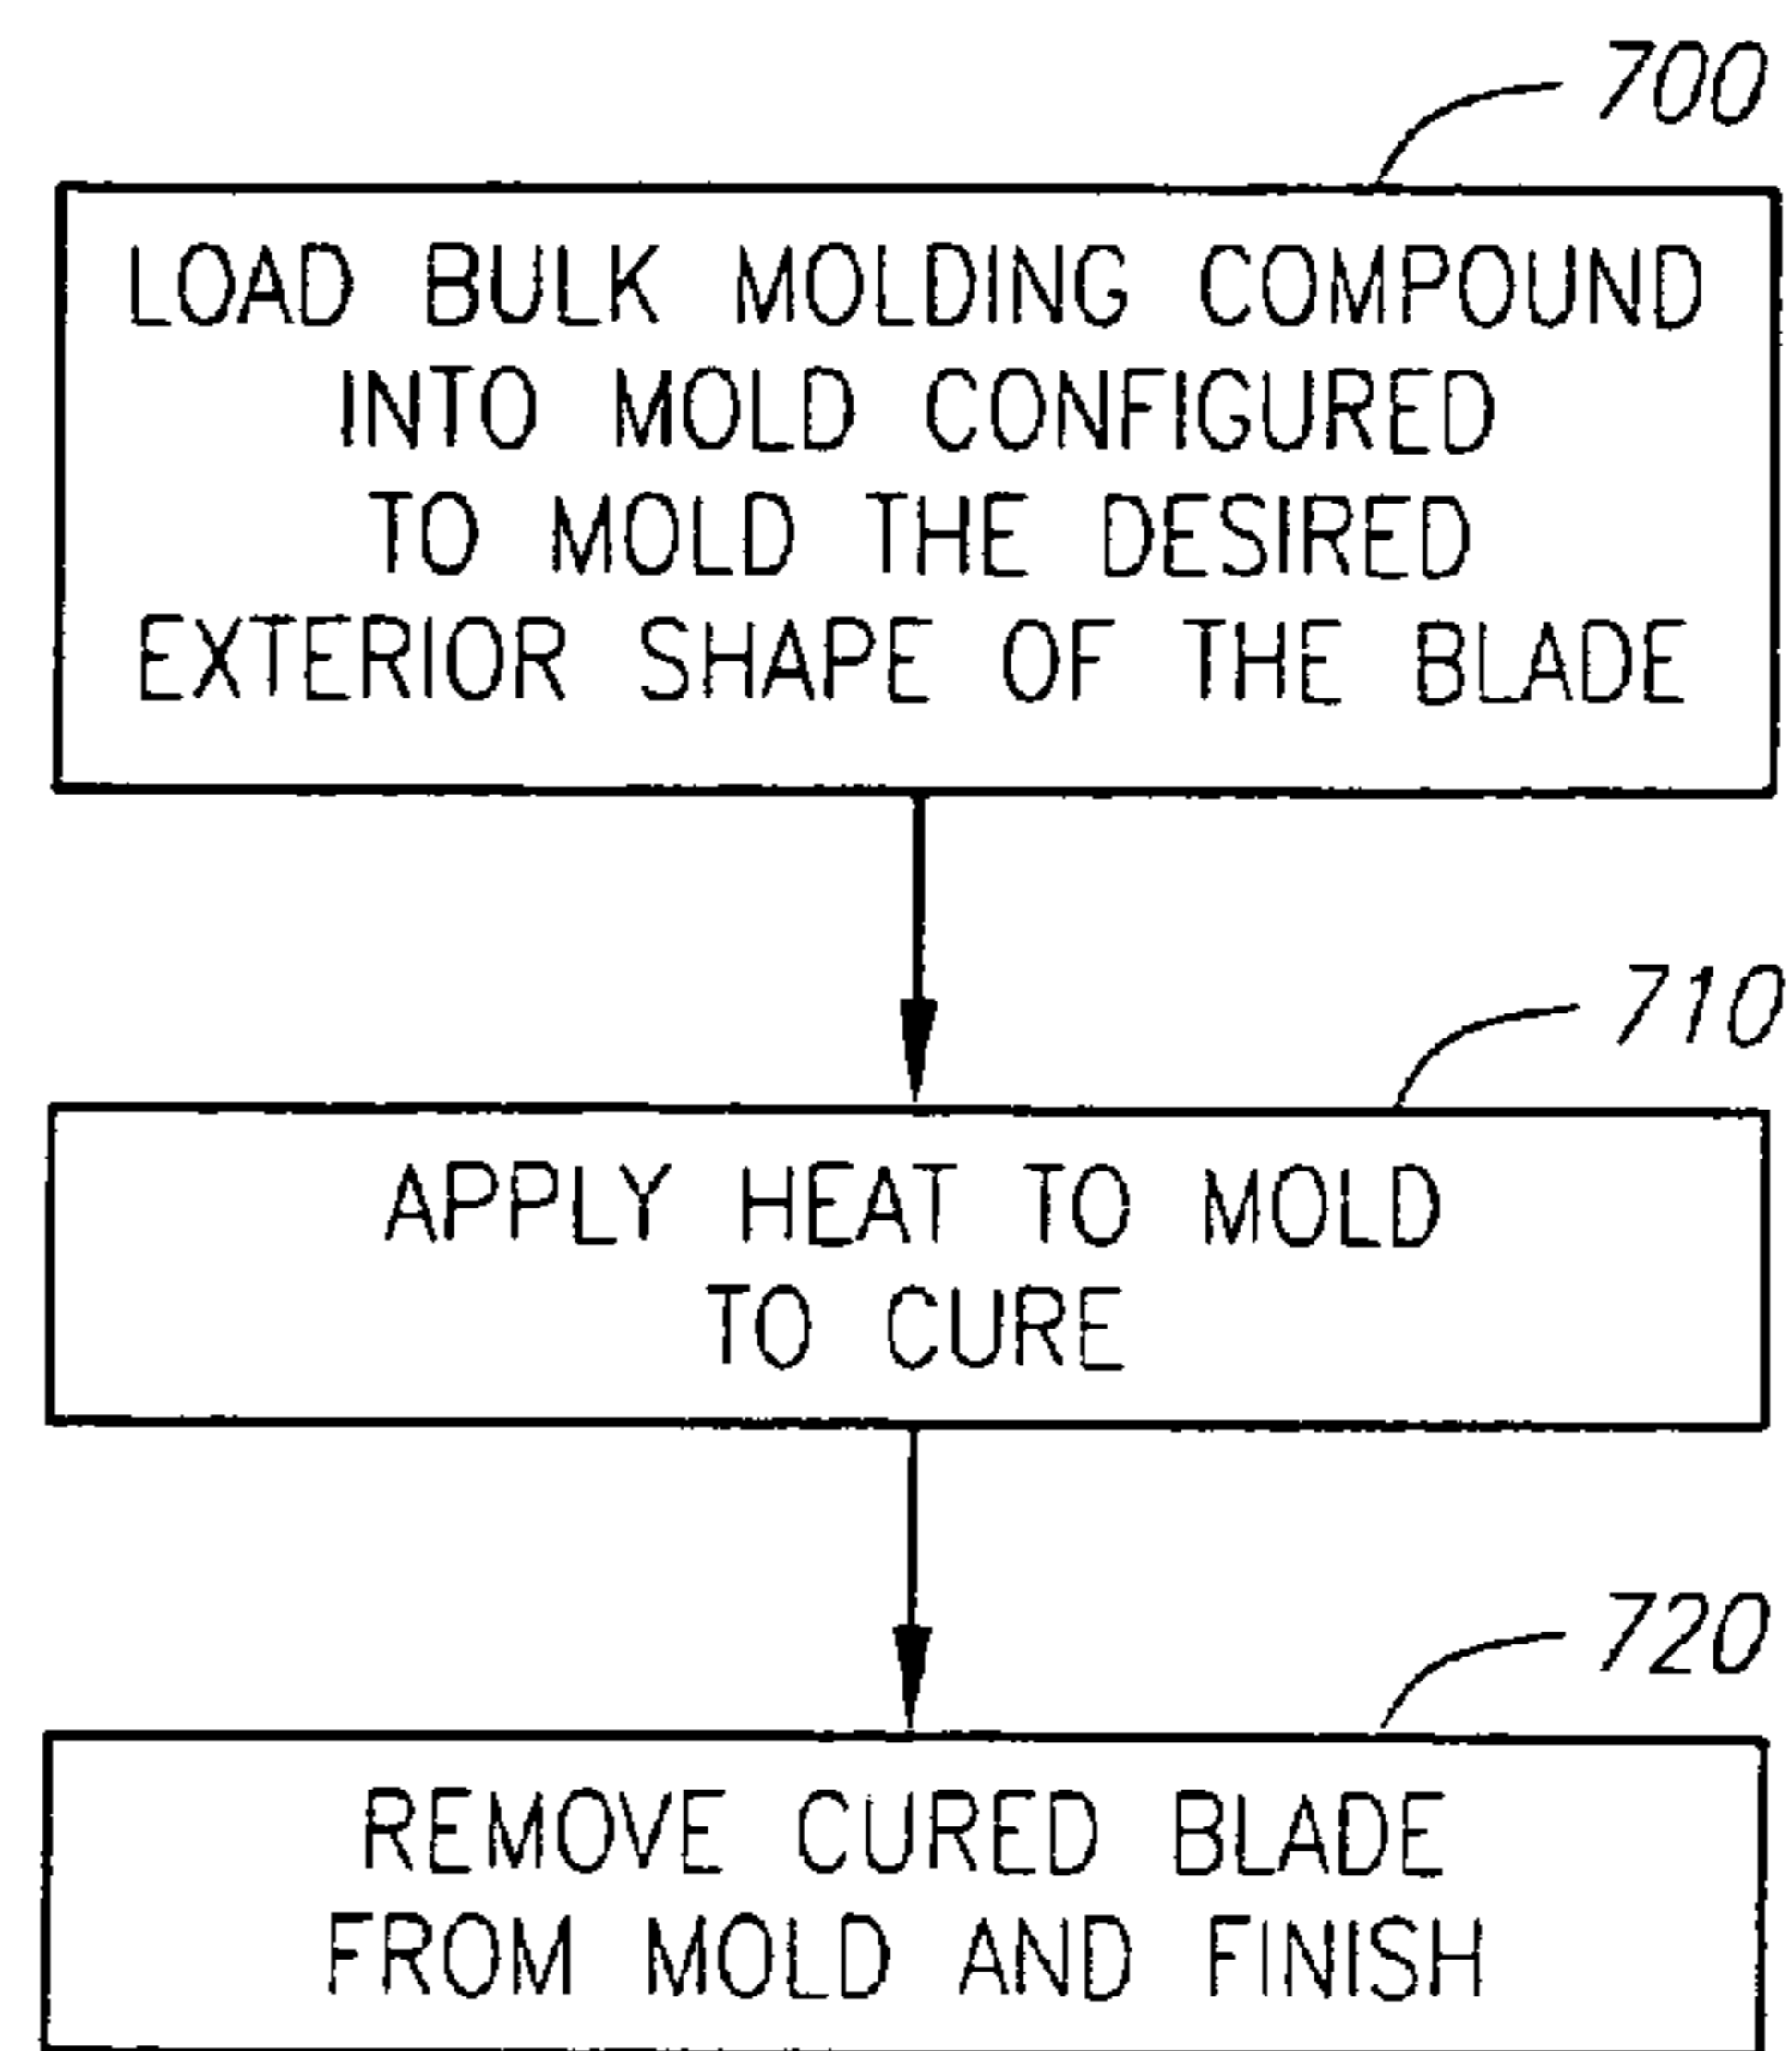 700
LOAD BULK MOLDING COMPOUND
INTO MOLD CONFIGURED
TO MOLD THE DESIRED
EXTERIOR SHAPE OF THE BLADE
710
APPLY HEAT TO MOLD
TO CURE
720
REMOVE CURED BLADE
FROM MOLD AND FINISH